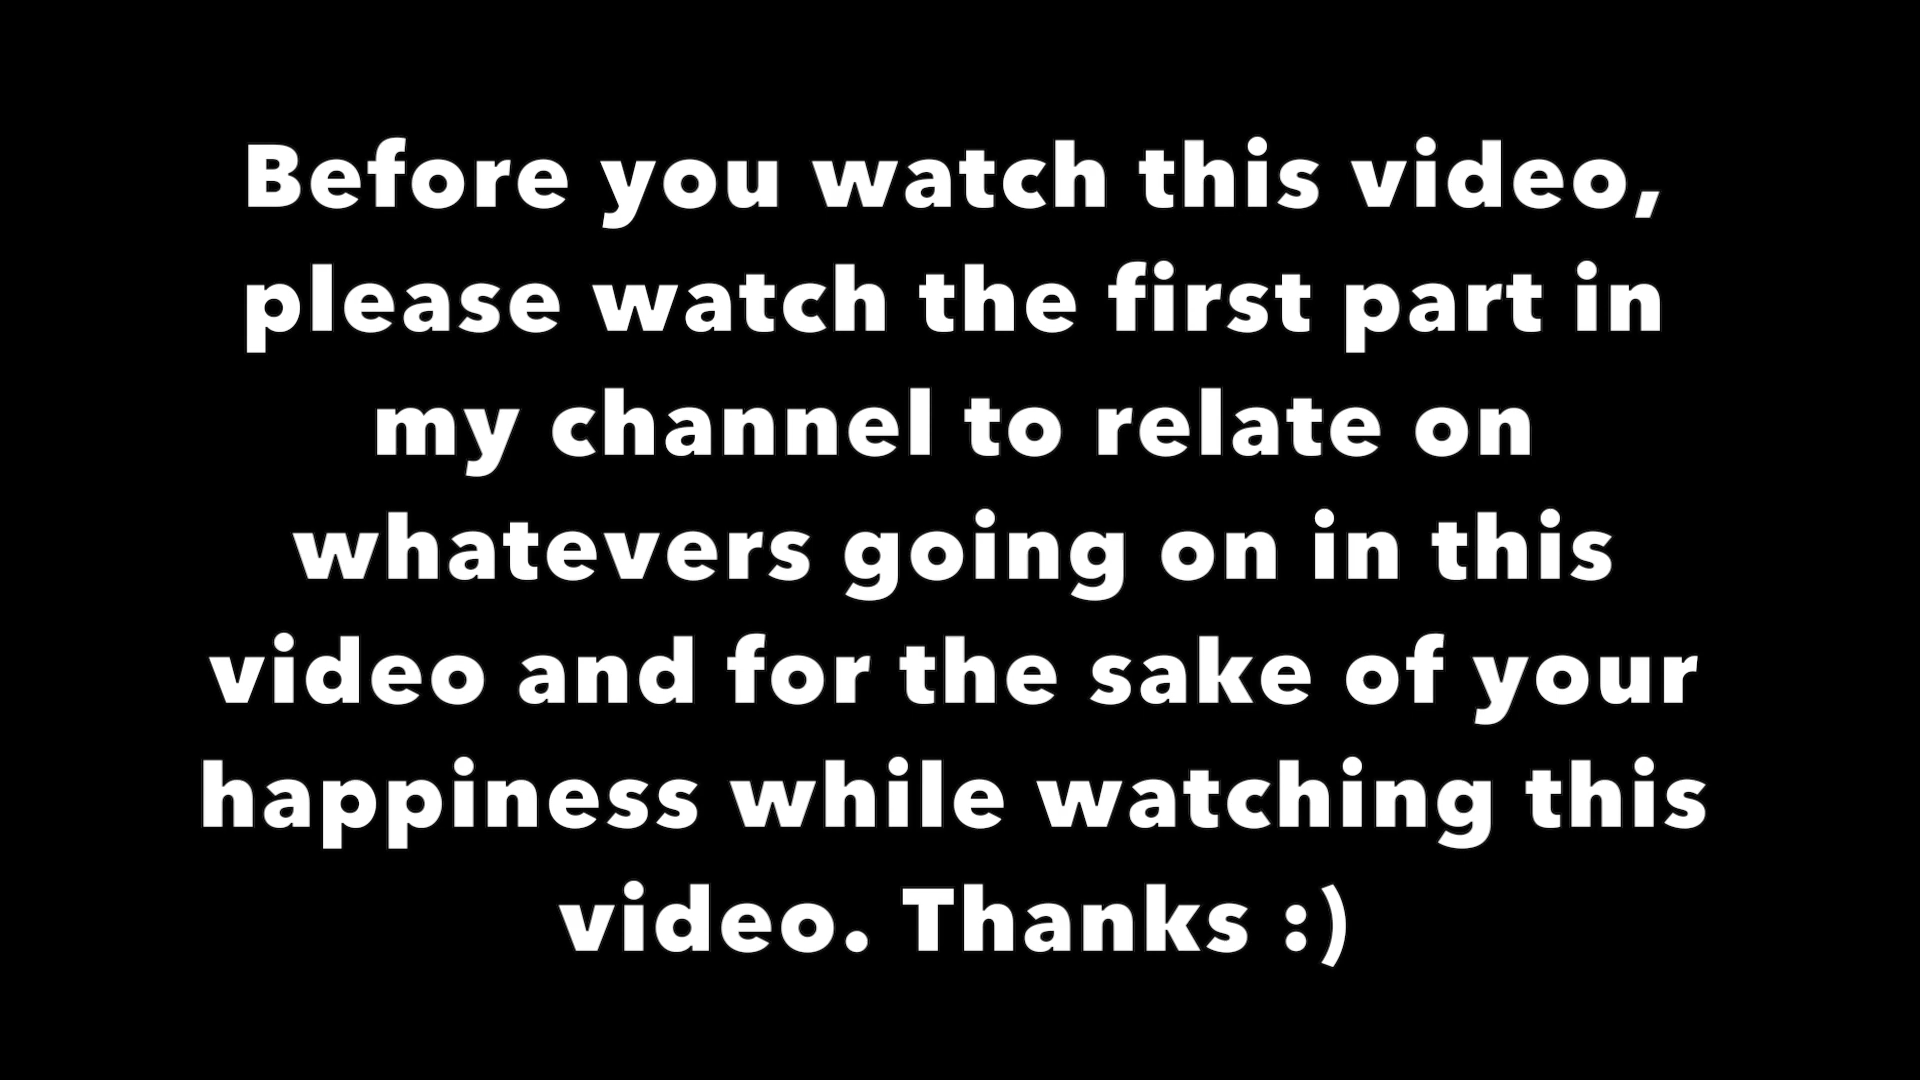 Before you watch this video,
please watch the first part in
my channel to relate on
whatevers going on in this
video and for the sake of your
happiness while watching this
video. Thanks :)